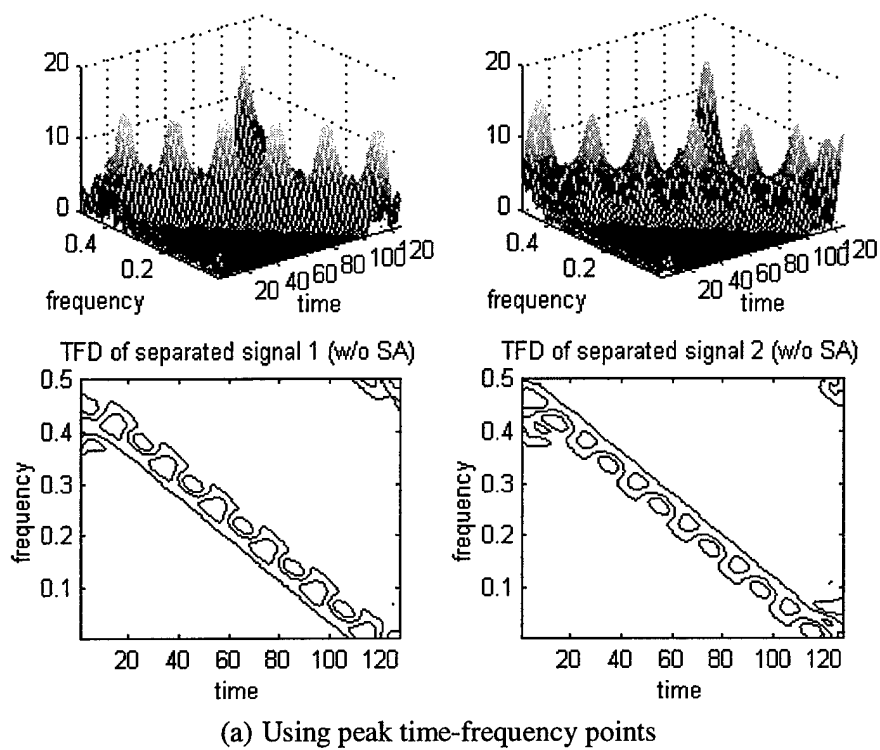 20
10
0
0.4
0.2
frequency
20 40 60 80 100 120
time
20
10
0
0.4
0.2
frequency
20 40 60 80 100 120
time
TFD of separated signal 1 (w/o SA)
0.5
0.4
0.3
0.2
0.1
frequency
20 40 60 80 100 120
time
TFD of separated signal 2 (w/o SA)
0.5
0.4
0.3
0.2
0.1
frequency
20 40 60 80 100 120
time
(a) Using peak time-frequency points